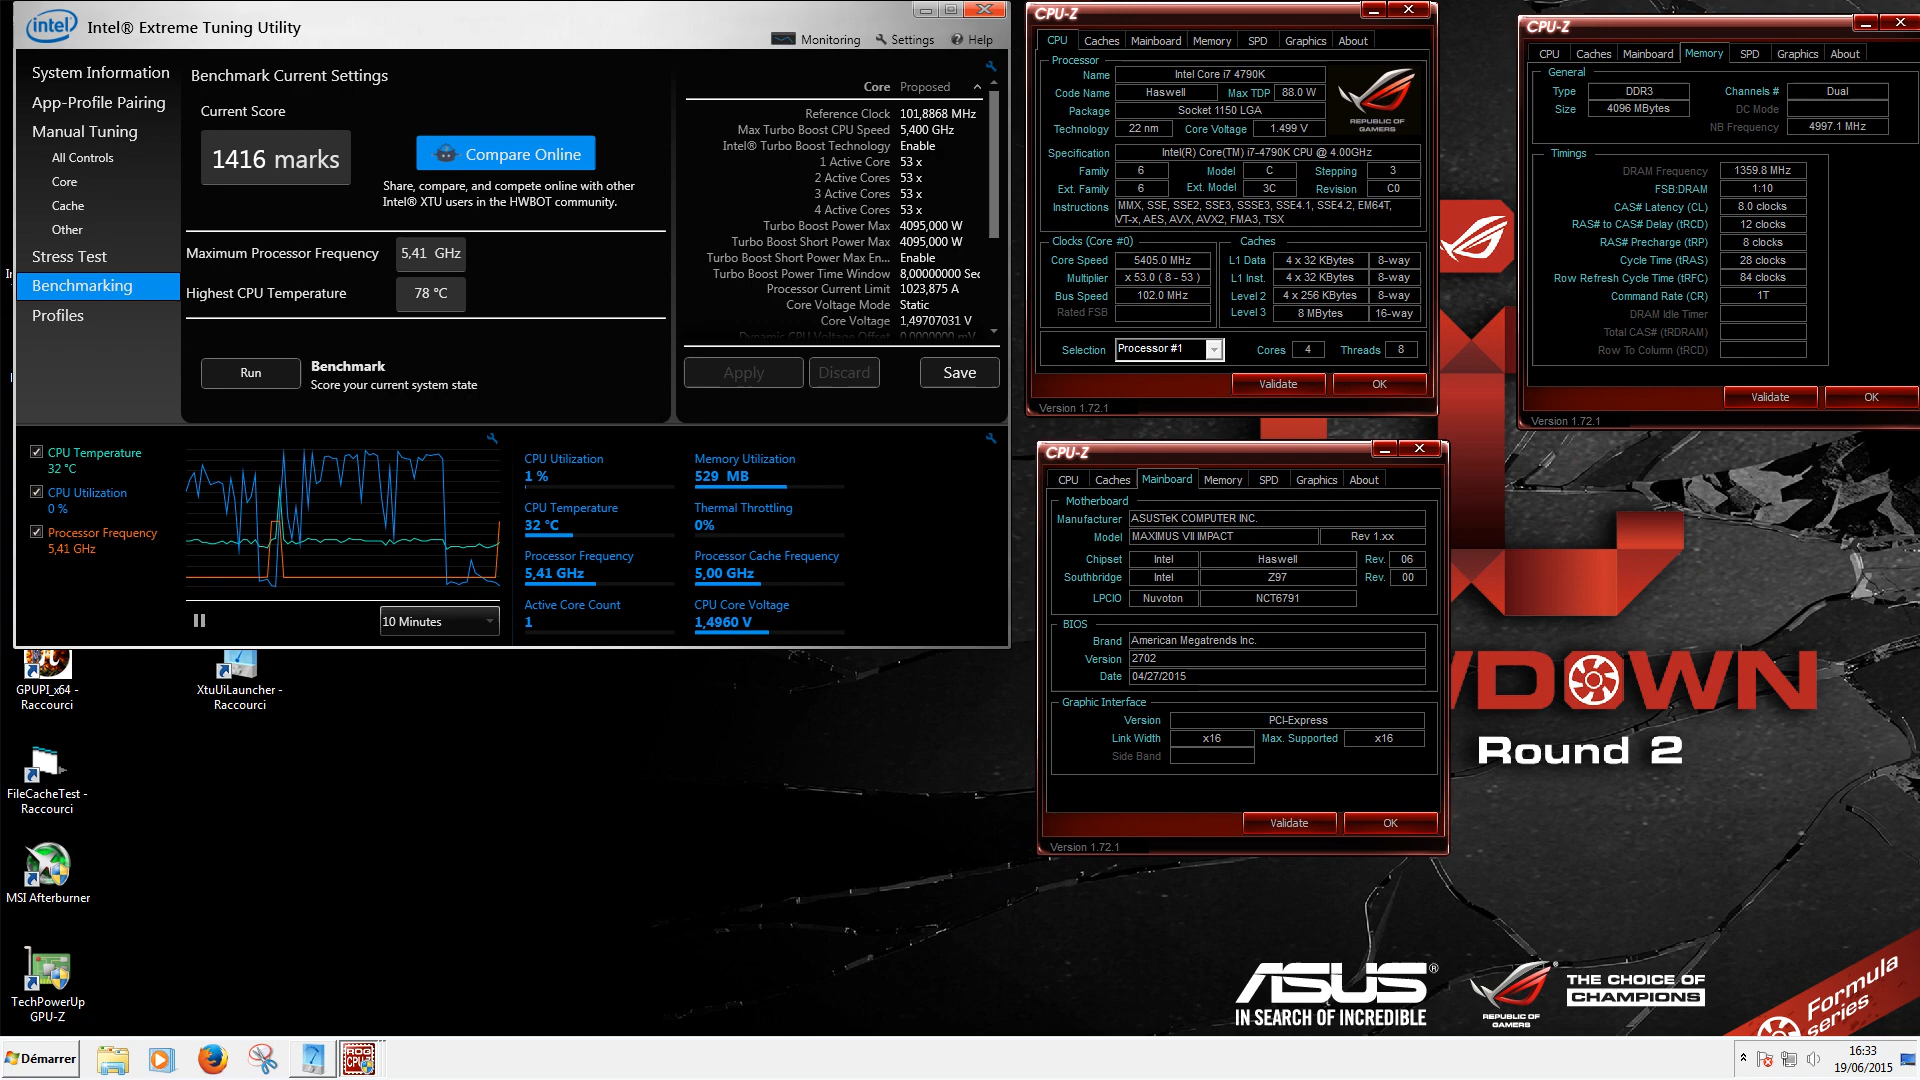 intel
Intel® Extreme Tuning Utility
Monitoring
Settings
Help
System Information
App-Profile Pairing
Manual Tuning
All Controls
Core
Cache
Other
Stress Test
Benchmarking
Profiles
Benchmark Current Settings
Current Score
1416 marks
Compare Online
Share, compare, and compete online with other
Intel® XTU users in the HWBOT community.
Maximum Processor Frequency 5,41 GHz
Highest CPU Temperature 78 °C
Run
Benchmark
Score your current system state
Core Proposed
Reference Clock 101,8868 MHz
Max Turbo Boost CPU Speed 5,400 GHz
Intel® Turbo Boost Technology Enable
1 Active Core 53 x
2 Active Cores 53 x
3 Active Cores 53 x
4 Active Cores 53 x
Turbo Boost Power Max 4095,000 W
Turbo Boost Short Power Max 4095,000 W
Turbo Boost Short Power Max En... Enable
Turbo Boost Power Time Window 8,00000000 Sec
Processor Current Limit 1023,875 A
Core Voltage Mode Static
Core Voltage 1,49707031 V
Dynamic CPU Voltage Offset 0,0000000 mV
Apply
Discard
Save
CPU Temperature
32 °C
CPU Utilization
0 %
Processor Frequency
5,41 GHz
10 Minutes
CPU Utilization
1 %
Memory Utilization
529 MB
CPU Temperature
32 °C
Thermal Throttling
0%
Processor Frequency
5,41 GHz
Processor Cache Frequency
5,00 GHz
Active Core Count
1
CPU Core Voltage
1,4960 V
CPU-Z
CPU Caches Mainboard Memory SPD Graphics About
Processor
Name Intel Core i7 4790K
Code Name Haswell Max TDP 88.0 W
Package Socket 1150 LGA
Technology 22 nm Core Voltage 1.499 V
REPUBLIC OF
GAMERS
Specification Intel(R) Core(TM) i7-4790K CPU @ 4.00GHz
Family 6 Model C Stepping 3
Ext. Family 6 Ext. Model 3C Revision C0
Instructions MMX, SSE, SSE2, SSE3, SSSE3, SSE4.1, SSE4.2, EM64T,
VT-x, AES, AVX, AVX2, FMA3, TSX
Clocks (Core #0)
Core Speed 5405.0 MHz
Multiplier x 53.0 ( 8 - 53 )
Bus Speed 102.0 MHz
Rated FSB
Caches
L1 Data 4 x 32 KBytes 8-way
L1 Inst. 4 x 32 KBytes 8-way
Level 2 4 x 256 KBytes 8-way
Level 3 8 MBytes 16-way
Selection Processor #1 Cores 4 Threads 8
Validate OK
Version 1.72.1
CPU-Z
CPU Caches Mainboard Memory SPD Graphics About
General
Type DDR3 Channels # Dual
Size 4096 MBytes DC Mode
NB Frequency 4997.1 MHz
Timings
DRAM Frequency 1359.8 MHz
FSB:DRAM 1:10
CAS# Latency (CL) 8.0 clocks
RAS# to CAS# Delay (tRCD) 12 clocks
RAS# Precharge (tRP) 8 clocks
Cycle Time (tRAS) 28 clocks
Row Refresh Cycle Time (tRFC) 84 clocks
Command Rate (CR) 1T
DRAM Idle Timer
Total CAS# (tRDRAM)
Row To Column (tRCD)
Validate OK
Version 1.72.1
CPU-Z
CPU Caches Mainboard Memory SPD Graphics About
Motherboard
Manufacturer ASUSTeK COMPUTER INC.
Model MAXIMUS VII IMPACT Rev 1.xx
Chipset Intel Haswell Rev. 06
Southbridge Intel Z97 Rev. 00
LPCIO Nuvoton NCT6791
BIOS
Brand American Megatrends Inc.
Version 2702
Date 04/27/2015
Graphic Interface
Version PCI-Express
Link Width x16 Max. Supported x16
Side Band
Validate OK
Version 1.72.1
WDOWN
Round 2
GPUPI_x64 -
Raccourci
XtuUiLauncher -
Raccourci
FileCacheTest -
Raccourci
MSI Afterburner
TechPowerUp
GPU-Z
ASUS®
IN SEARCH OF INCREDIBLE
REPUBLIC OF
GAMERS
THE CHOICE OF
CHAMPIONS
Formula
series
Démarrer
ROG
CPU-Z
16:33
19/06/2015